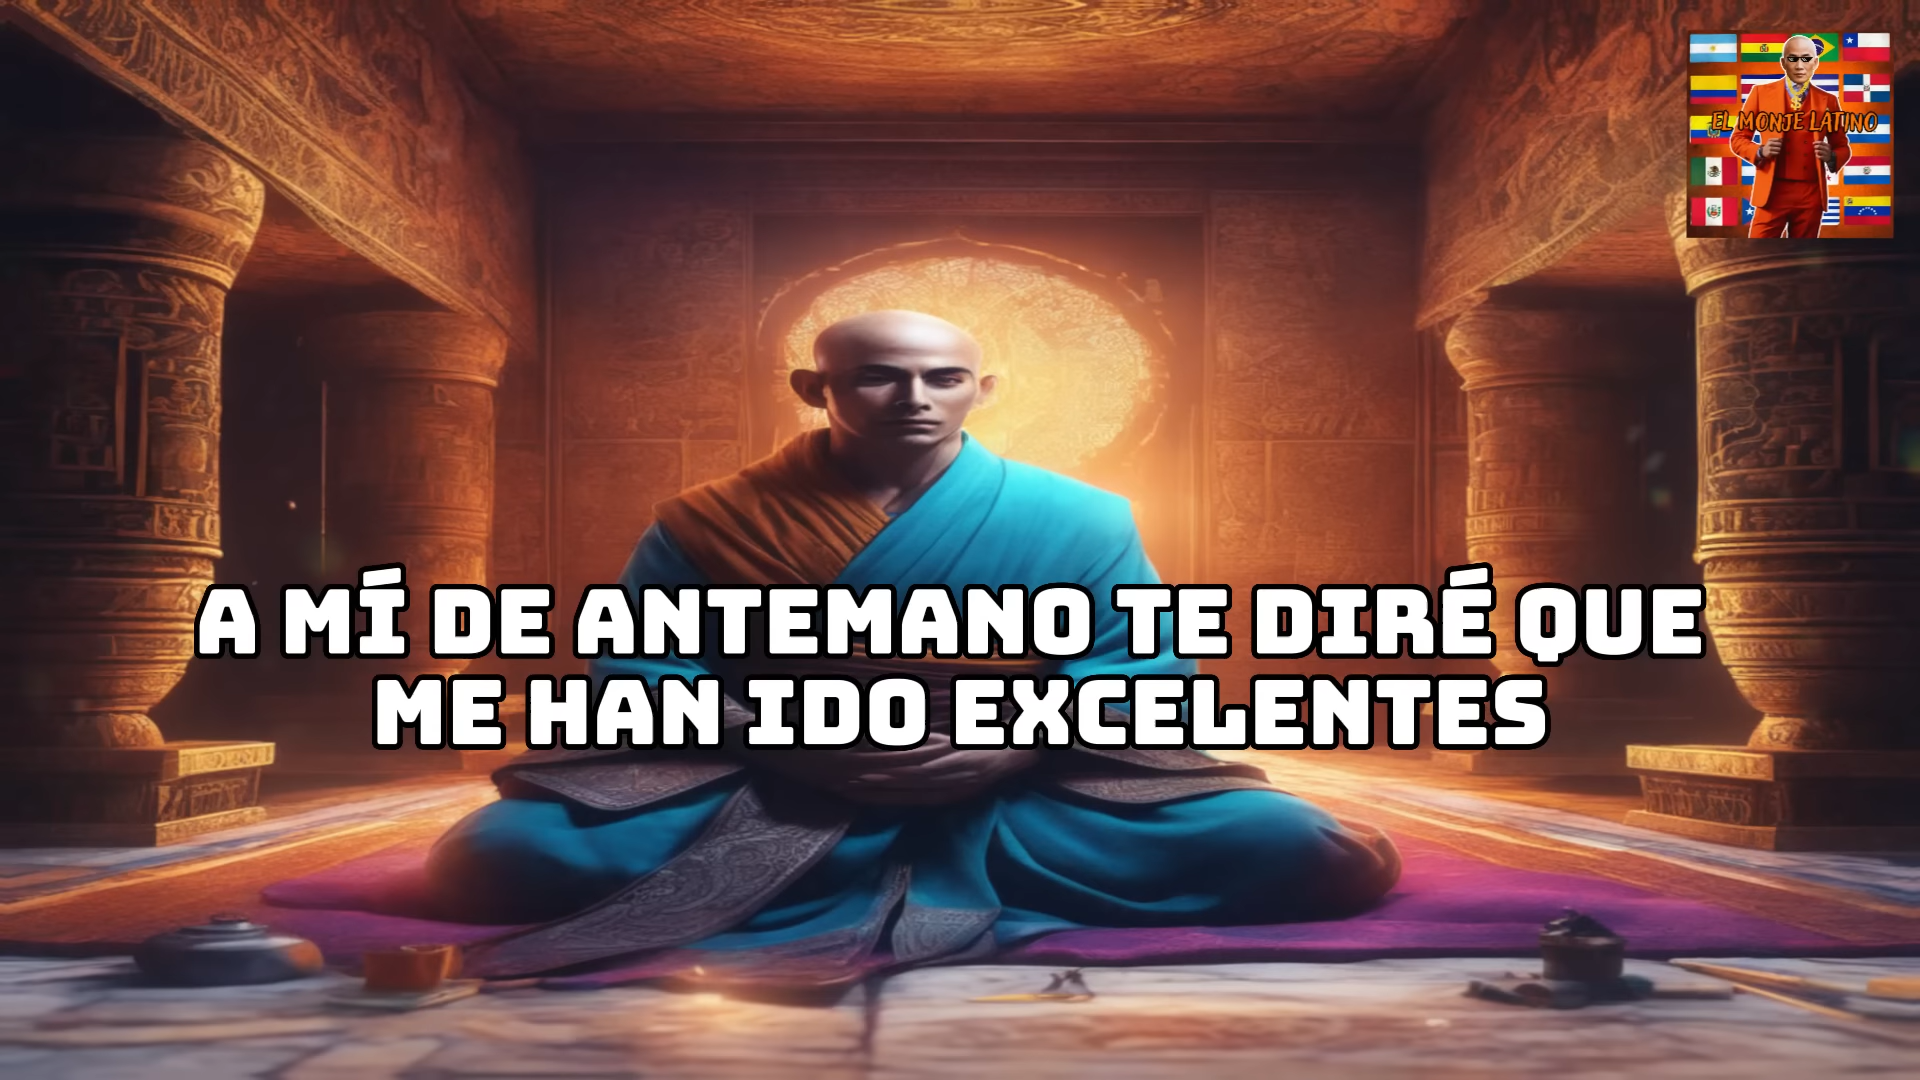 EL MONJE LATINO
A MÍ DE ANTEMANO TE DIRÉ QUE
ME HAN IDO EXCELENTES